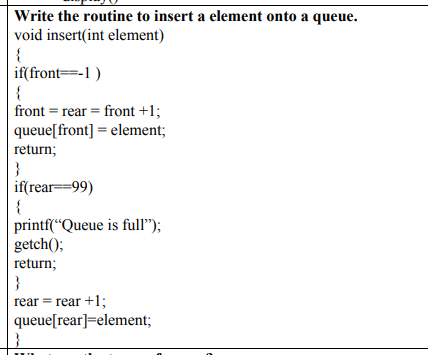 display()
Write the routine to insert a element onto a queue.
void insert(int element)
{
if(front==-1 )
{
front = rear = front +1;
queue[front] = element;
return;
}
if(rear==99)
{
printf(“Queue is full”);
getch();
return;
}
rear = rear +1;
queue[rear]=element;
}